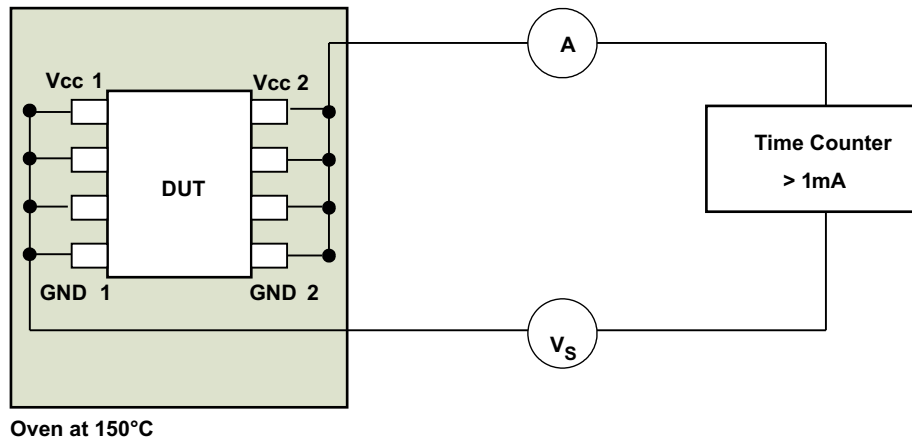 A
Vcc 1
Vcc 2
Time Counter
> 1mA
DUT
GND 1
GND 2
VS
Oven at 150°C